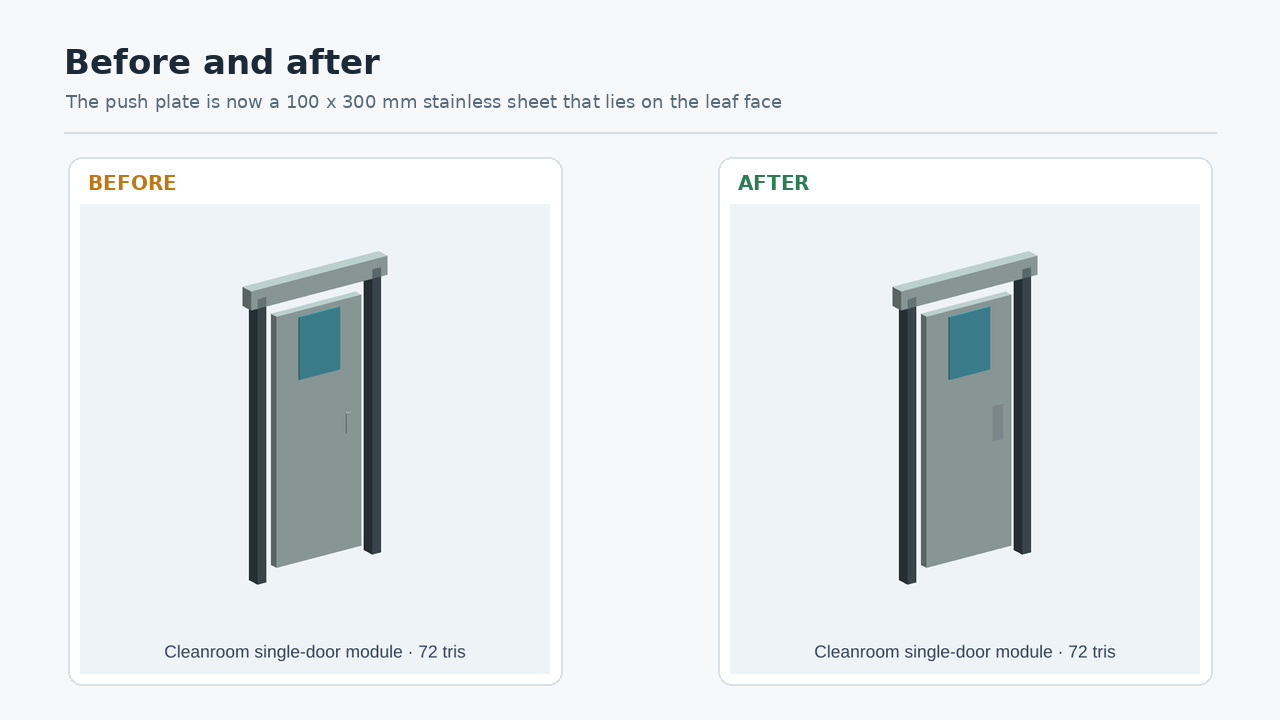 Before and after
The push plate is now a 100 x 300 mm stainless sheet that lies on the leaf face
BEFORE
AFTER
Cleanroom single-door module · 72 tris
Cleanroom single-door module · 72 tris